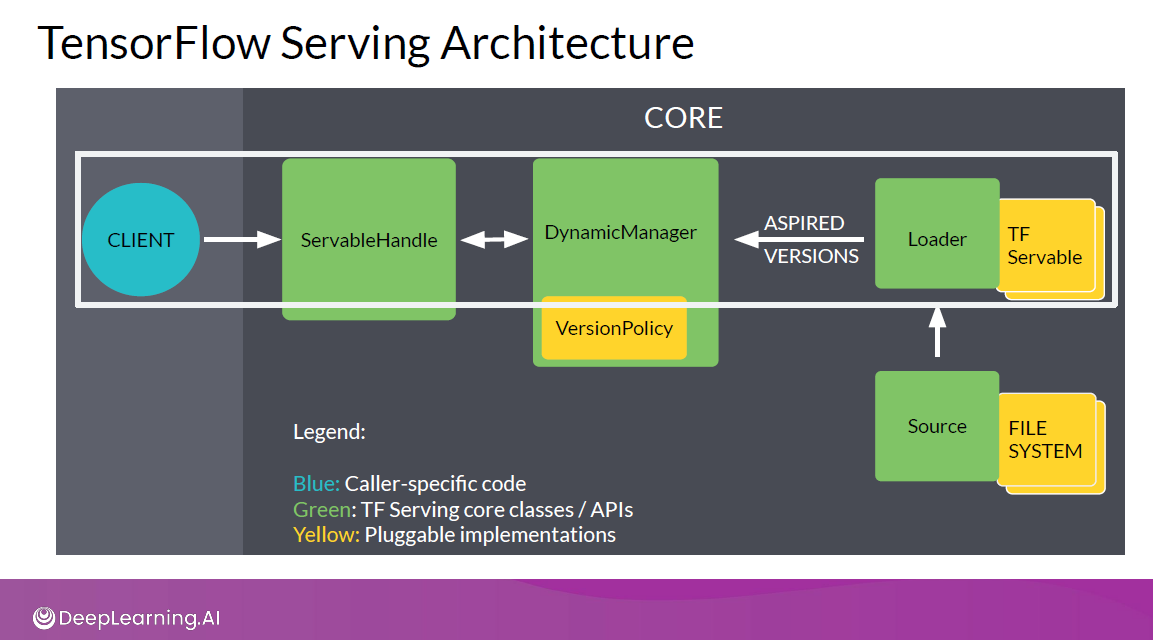 TensorFlow Serving Architecture
CORE
CLIENT
ServableHandle
DynamicManager
VersionPolicy
ASPIRED
VERSIONS
Loader
TF
Servable
Source
FILE
SYSTEM
Legend:
Blue: Caller-specific code
Green: TF Serving core classes / APIs
Yellow: Pluggable implementations
DeepLearning.AI